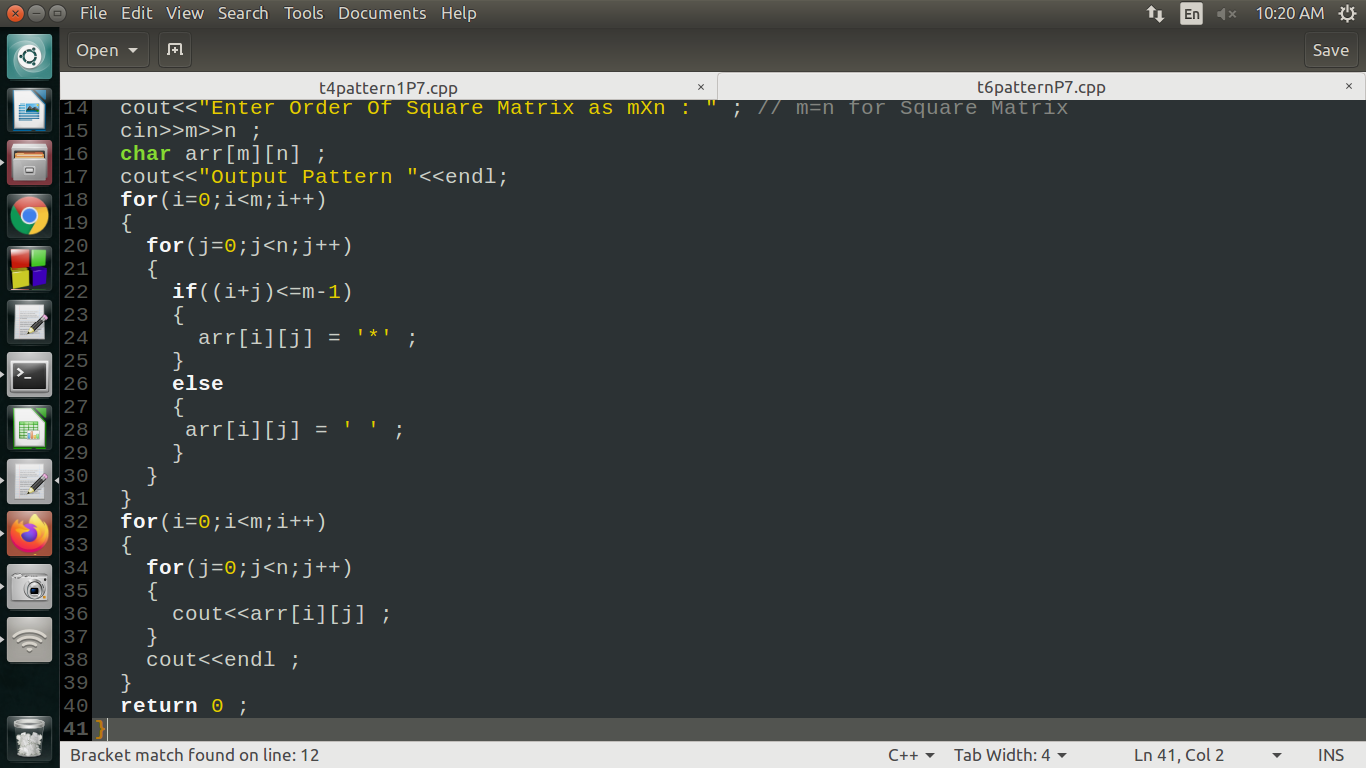 File Edit View Search Tools Documents Help En 10:20 AM
Open Save
t4pattern1P7.cpp × t6patternP7.cpp ×
14 cout<<"Enter Order Of Square Matrix as mXn : " ; // m=n for Square Matrix
15 cin>>m>>n ;
16 char arr[m][n] ;
17 cout<<"Output Pattern "<<endl;
18 for(i=0;i<m;i++)
19 {
20 for(j=0;j<n;j++)
21 {
22 if((i+j)<=m-1)
23 {
24 arr[i][j] = '*' ;
25 }
26 else
27 {
28 arr[i][j] = ' ' ;
29 }
30 }
31 }
32 for(i=0;i<m;i++)
33 {
34 for(j=0;j<n;j++)
35 {
36 cout<<arr[i][j] ;
37 }
38 cout<<endl ;
39 }
40 return 0 ;
41 }
Bracket match found on line: 12 C++ Tab Width: 4 Ln 41, Col 2 INS